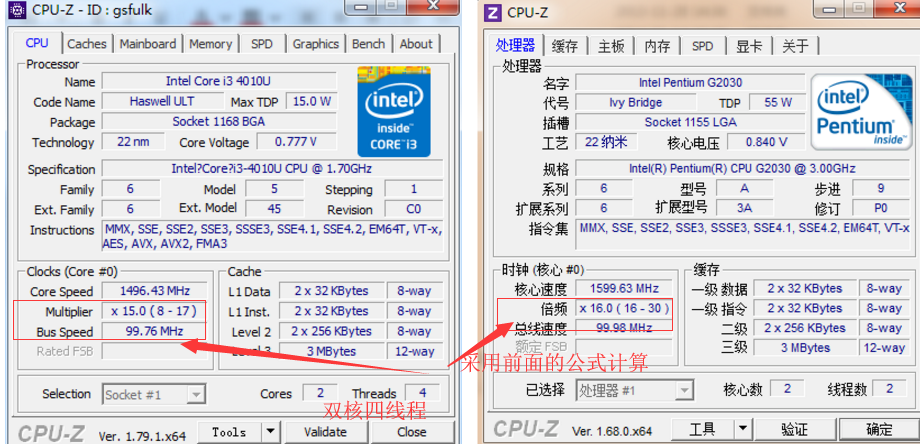 CPU-Z - ID : gsfulk
CPU Caches Mainboard Memory SPD Graphics Bench About
Processor
Name Intel Core i3 4010U
Code Name Haswell ULT Max TDP 15.0 W
Package Socket 1168 BGA
Technology 22 nm Core Voltage 0.777 V
intel inside™ CORE™i3
Specification Intel?Core?i3-4010U CPU @ 1.70GHz
Family 6 Model 5 Stepping 1
Ext. Family 6 Ext. Model 45 Revision C0
Instructions MMX, SSE, SSE2, SSE3, SSSE3, SSE4.1, SSE4.2, EM64T, VT-x,
AES, AVX, AVX2, FMA3
Clocks (Core #0)
Core Speed 1496.43 MHz
Multiplier x 15.0 ( 8 - 17 )
Bus Speed 99.76 MHz
Rated FSB
Cache
L1 Data 2 x 32 KBytes 8-way
L1 Inst. 2 x 32 KBytes 8-way
Level 2 2 x 256 KBytes 8-way
Level 3 3 MBytes 12-way
Selection Socket #1 Cores 2 Threads 4
双核四线程
CPU-Z Ver. 1.79.1.x64 Tools Validate Close
CPU-Z
处理器 缓存 主板 内存 SPD 显卡 关于
处理器
名字 Intel Pentium G2030
代号 Ivy Bridge TDP 55 W
插槽 Socket 1155 LGA
工艺 22 纳米 核心电压 0.840 V
intel Pentium inside™
规格 Intel(R) Pentium(R) CPU G2030 @ 3.00GHz
系列 6 型号 A 步进 9
扩展系列 6 扩展型号 3A 修订 P0
指令集 MMX, SSE, SSE2, SSE3, SSSE3, SSE4.1, SSE4.2, EM64T, VT-x
时钟 (核心 #0)
核心速度 1599.63 MHz
倍频 x 16.0 ( 16 - 30 )
总线速度 99.98 MHz
额定 FSB
采用前面的公式计算
缓存
一级 数据 2 x 32 KBytes 8-way
一级 指令 2 x 32 KBytes 8-way
二级 2 x 256 KBytes 8-way
三级 3 MBytes 12-way
已选择 处理器 #1 核心数 2 线程数 2
CPU-Z Ver. 1.68.0.x64 工具 验证 确定